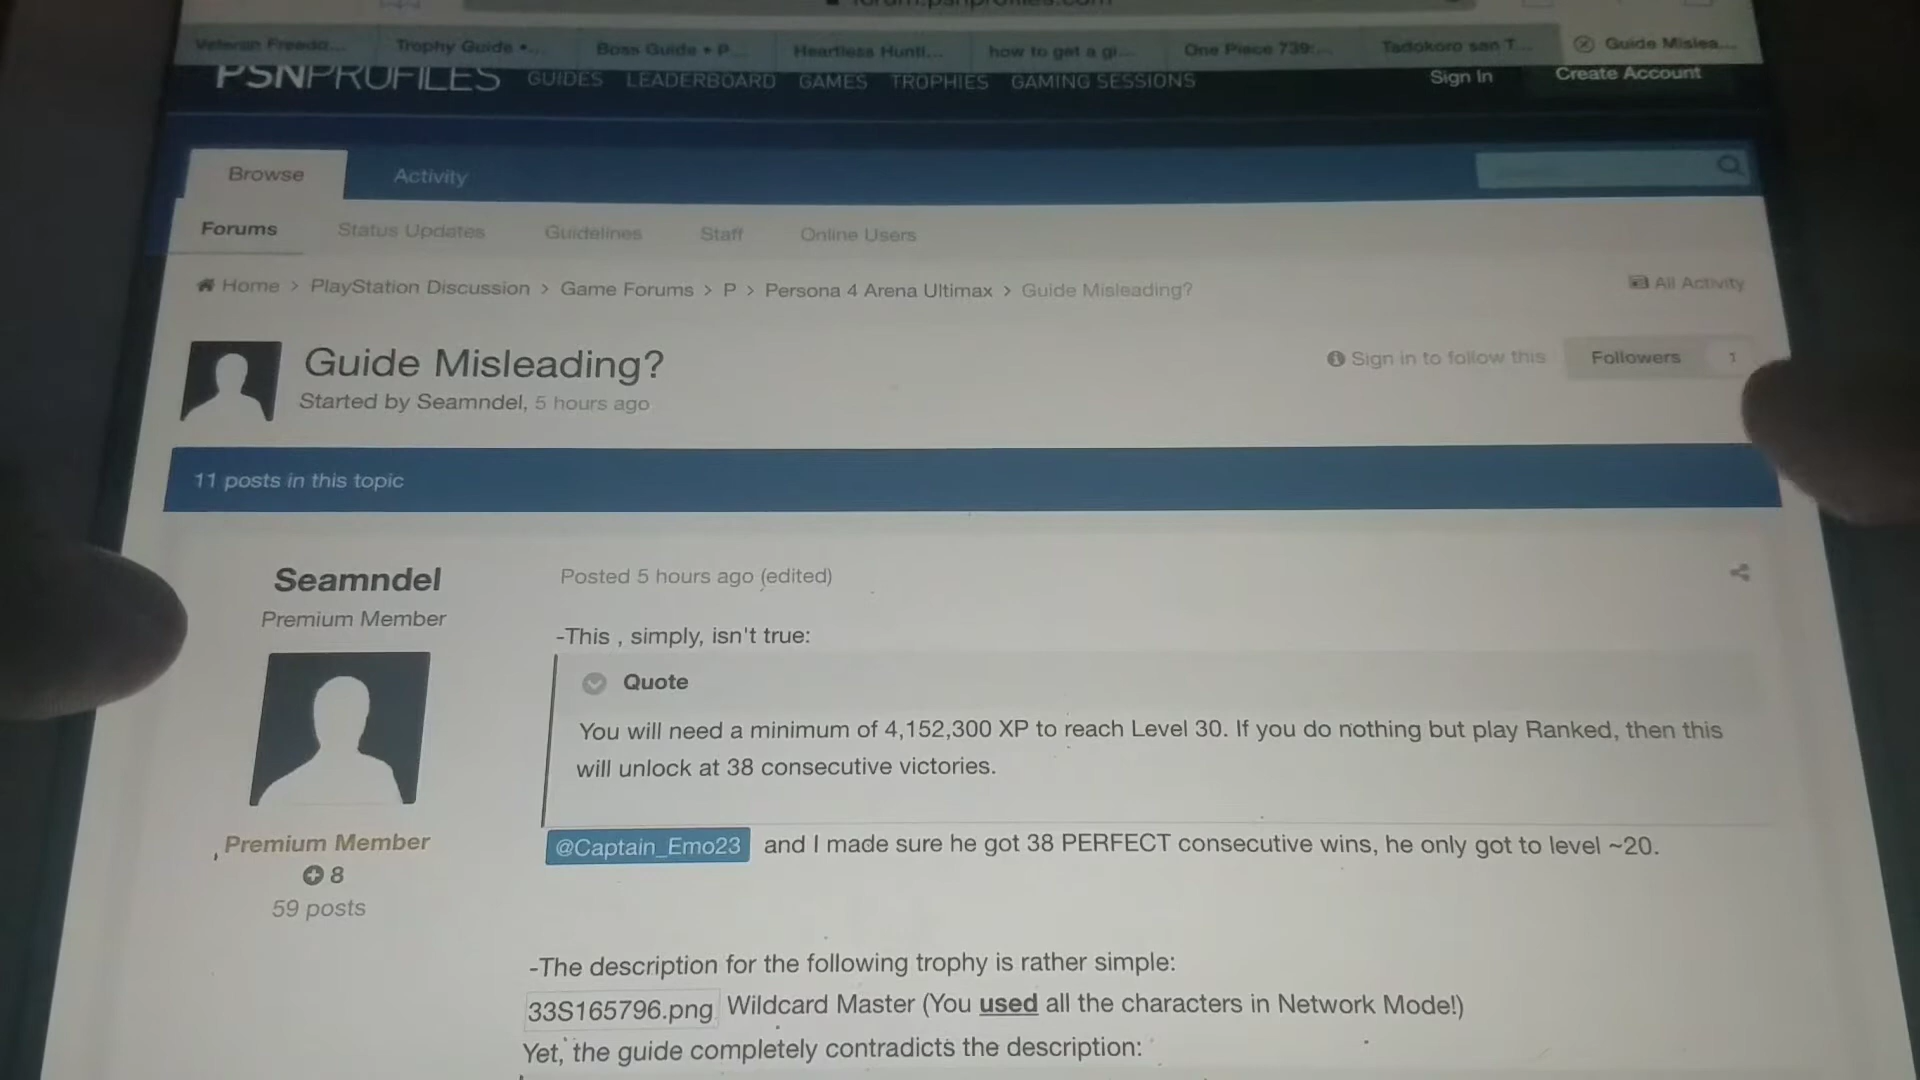 forum.psnprofiles.com
Veteran Freedo... Trophy Guide •... Boss Guide • P... Heartless Hunti... how to get a gi... One Piece 739:... Tadokoro san T... Guide Mislea...
PSNPROFILES GUIDES LEADERBOARD GAMES TROPHIES GAMING SESSIONS Sign In Create Account
Browse Activity
Forums Status Updates Guidelines Staff Online Users
Home > PlayStation Discussion > Game Forums > P > Persona 4 Arena Ultimax > Guide Misleading? All Activity
Guide Misleading?
Sign in to follow this Followers 1
Started by Seamndel, 5 hours ago
11 posts in this topic
Seamndel
Premium Member
Premium Member
8
59 posts
Posted 5 hours ago (edited)
-This , simply, isn't true:
Quote
You will need a minimum of 4,152,300 XP to reach Level 30. If you do nothing but play Ranked, then this
will unlock at 38 consecutive victories.
@Captain_Emo23 and I made sure he got 38 PERFECT consecutive wins, he only got to level ~20.
-The description for the following trophy is rather simple:
33S165796.png Wildcard Master (You used all the characters in Network Mode!)
Yet, the guide completely contradicts the description: